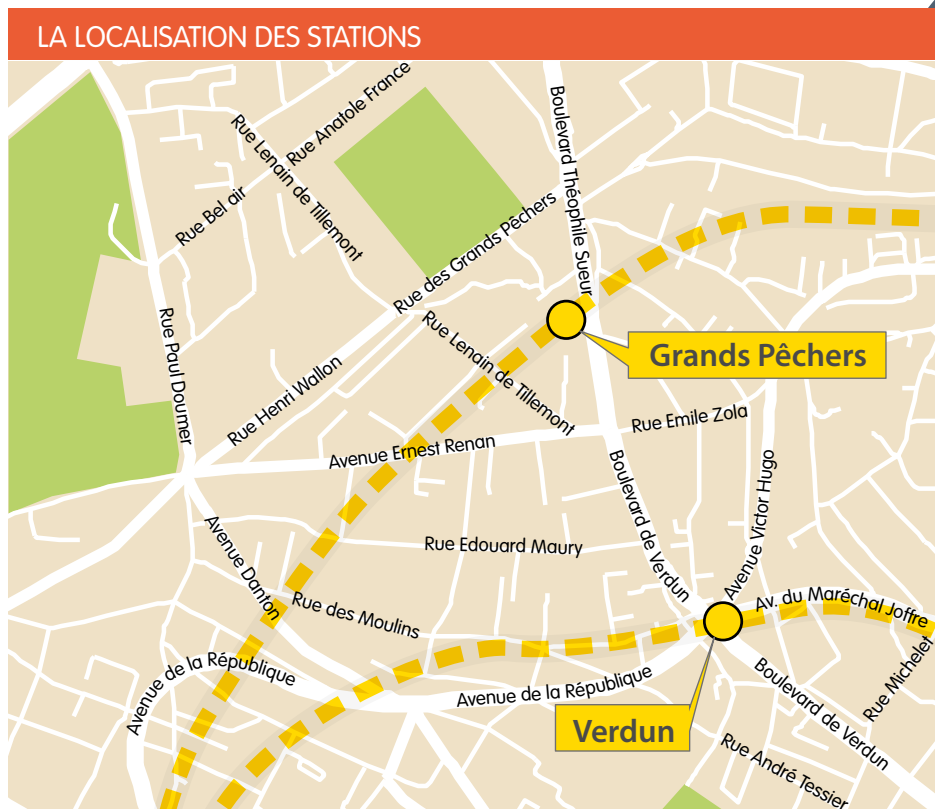 LA LOCALISATION DES STATIONS
Rue Anatole France
Rue Lenain de Tillemont
Boulevard Théophile Sueur
Rue Bel air
Rue des Grands Pêchers
Rue Paul Doumer
Rue Lenain de Tillemont
Grands Pêchers
Rue Henri Wallon
Rue Emile Zola
Avenue Ernest Renan
Boulevard de Verdun
Avenue Victor Hugo
Avenue Danton
Rue Edouard Maury
Rue des Moulins
Av. du Maréchal Joffre
Avenue de la République
Avenue de la République
Rue Michelet
Boulevard de Verdun
Verdun
Rue André Tessier